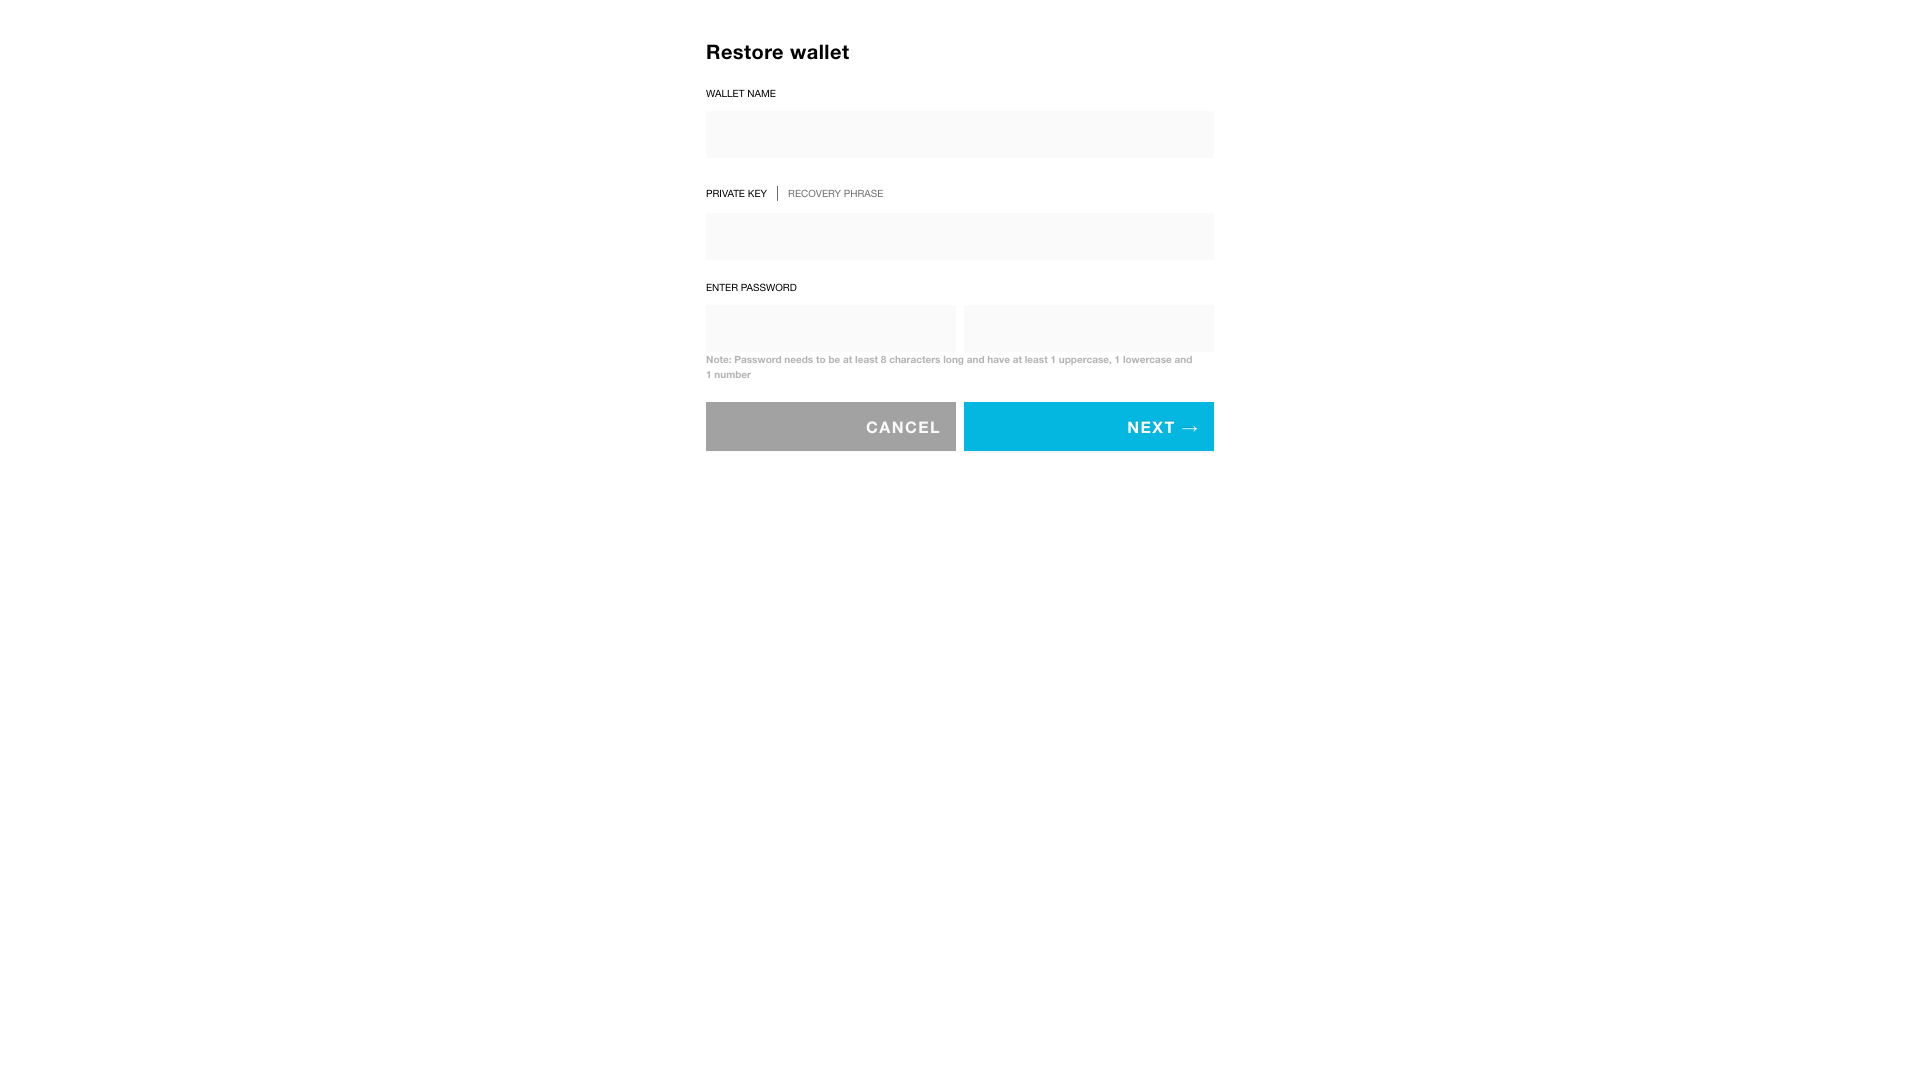 Restore wallet
WALLET NAME
PRIVATE KEY
RECOVERY PHRASE
ENTER PASSWORD
Note: Password needs to be at least 8 characters long and have at least 1 uppercase, 1 lowercase and
1 number
CANCEL
NEXT →